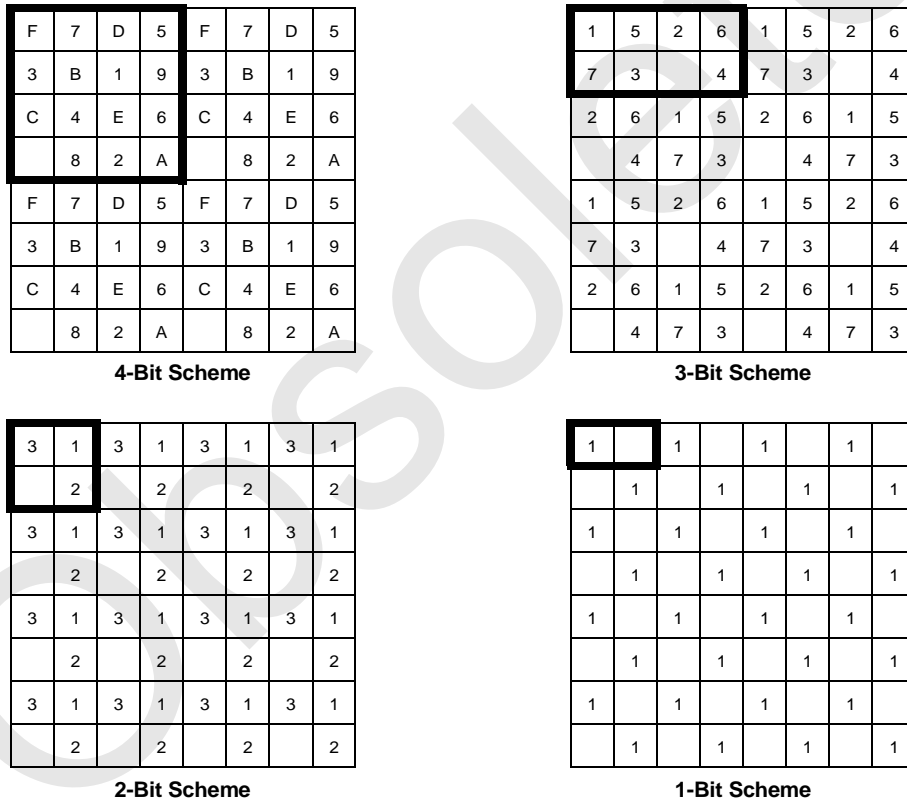 F 7 D 5 F 7 D 5
3 B 1 9 3 B 1 9
C 4 E 6 C 4 E 6
8 2 A 8 2 A
F 7 D 5 F 7 D 5
3 B 1 9 3 B 1 9
C 4 E 6 C 4 E 6
8 2 A 8 2 A
4-Bit Scheme
1 5 2 6 1 5 2 6
7 3 4 7 3 4
2 6 1 5 2 6 1 5
4 7 3 4 7 3
1 5 2 6 1 5 2 6
7 3 4 7 3 4
2 6 1 5 2 6 1 5
4 7 3 4 7 3
3-Bit Scheme
3 1 3 1 3 1 3 1
2 2 2 2
3 1 3 1 3 1 3 1
2 2 2 2
3 1 3 1 3 1 3 1
2 2 2 2
3 1 3 1 3 1 3 1
2 2 2 2
2-Bit Scheme
1 1 1 1
1 1 1 1
1 1 1 1
1 1 1 1
1 1 1 1
1 1 1 1
1 1 1 1
1 1 1 1
1-Bit Scheme
Obsolete